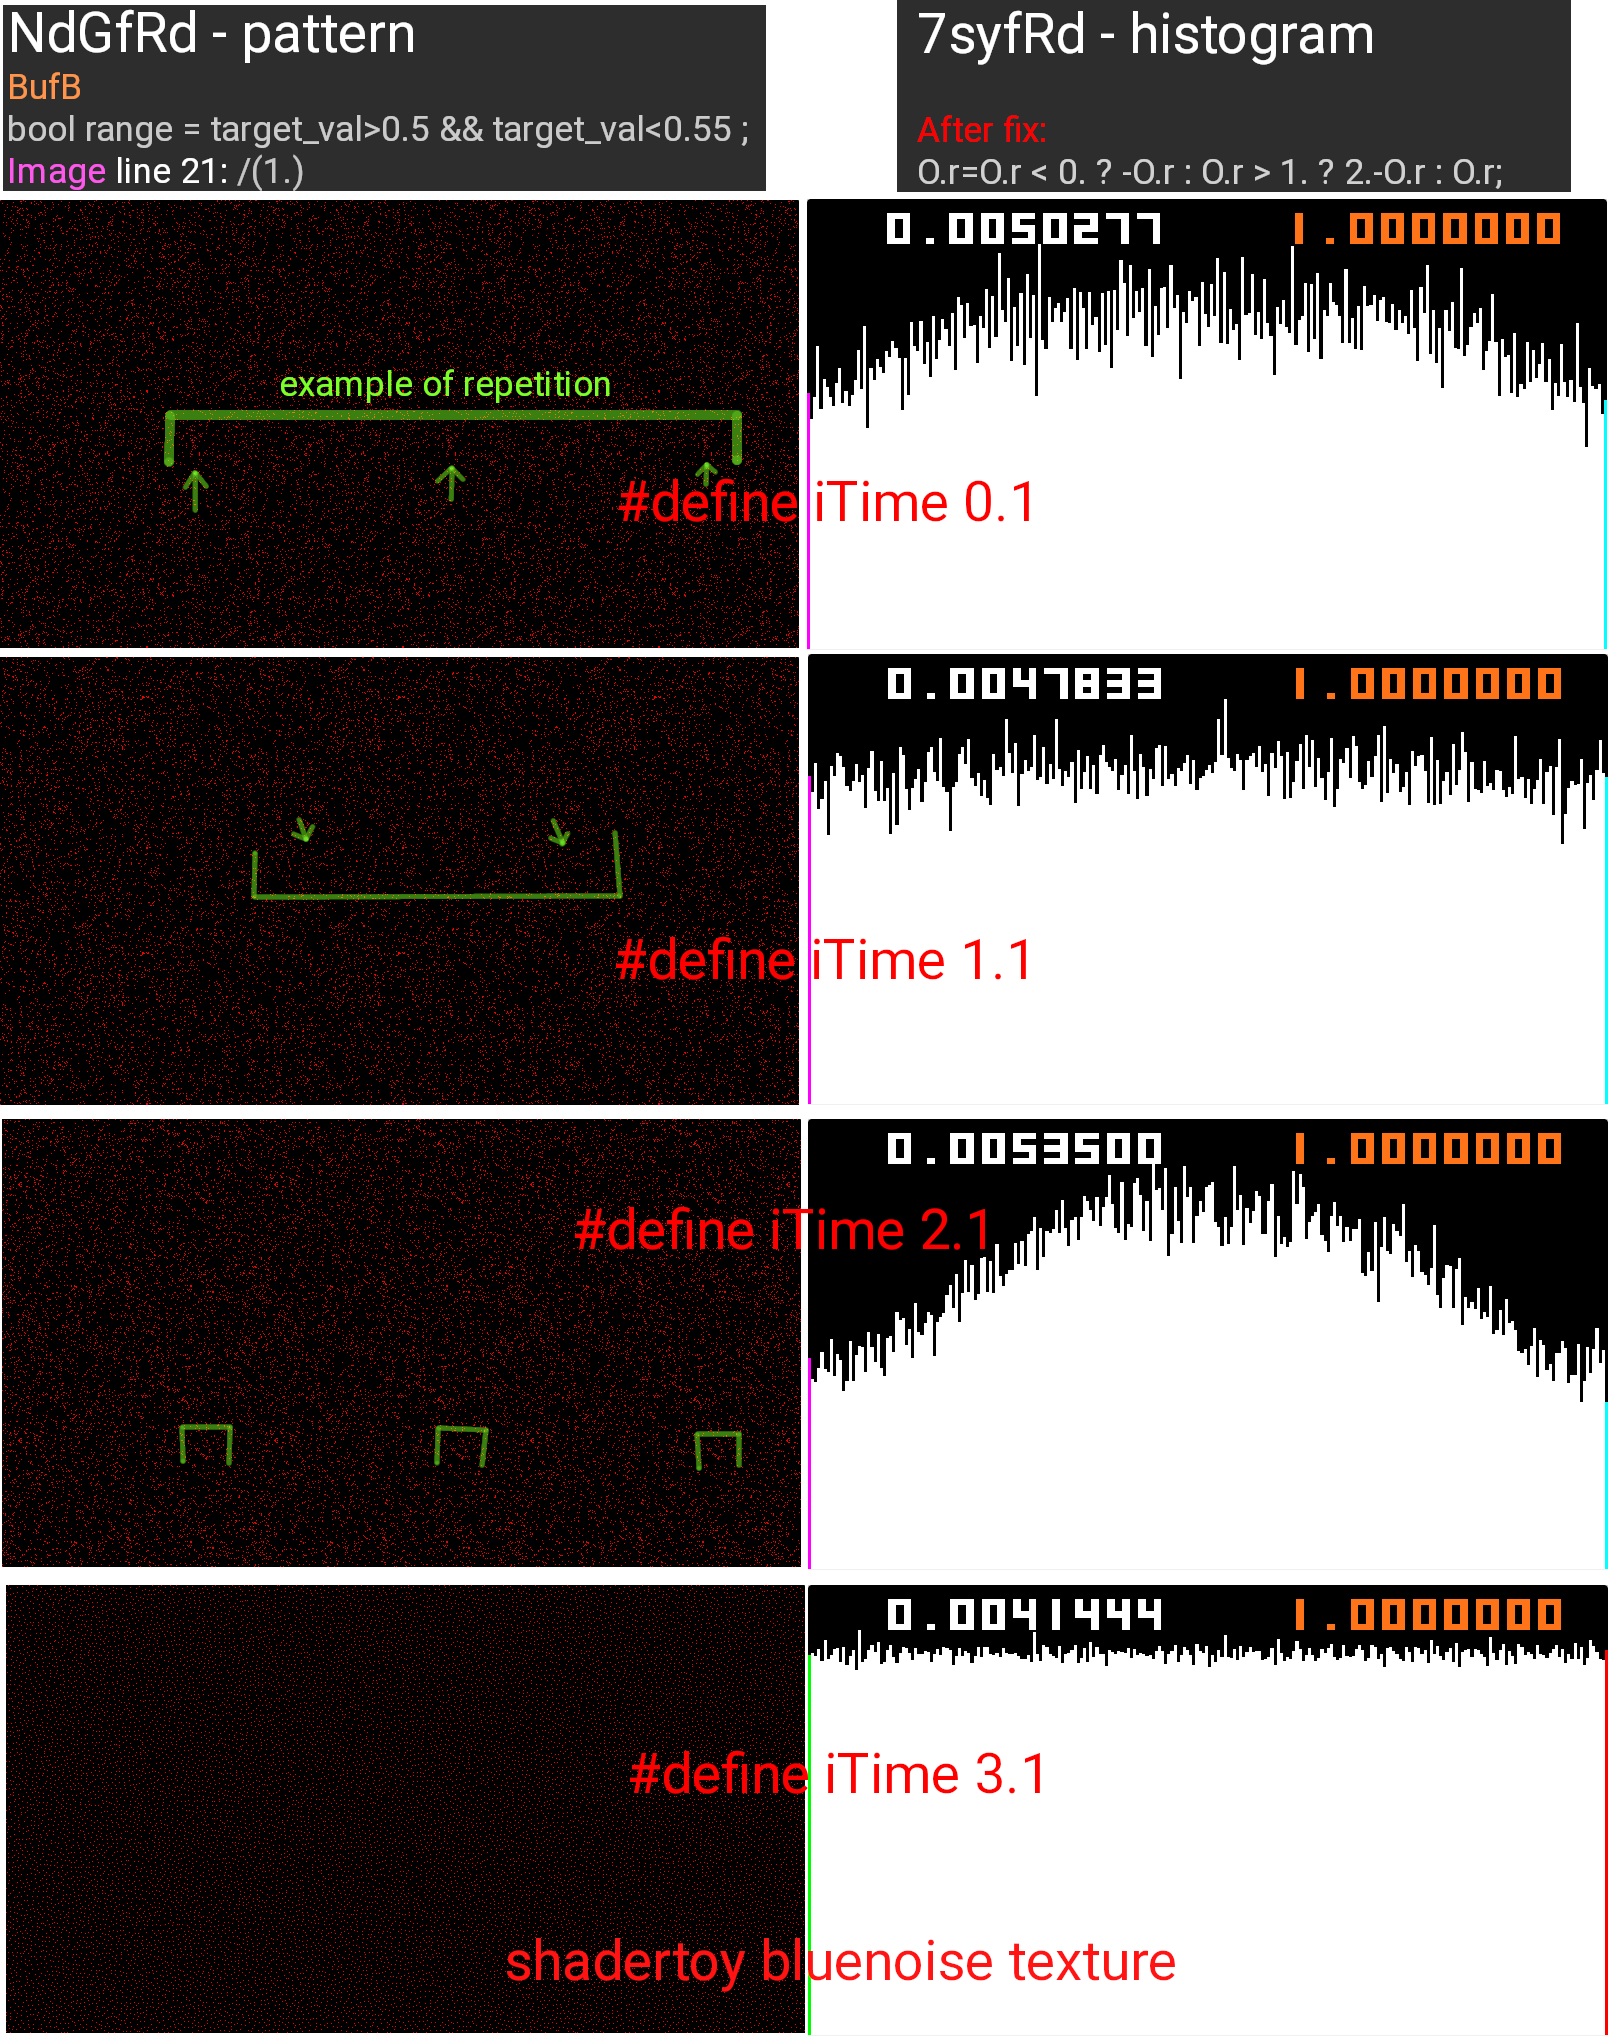 NdGfRd - pattern
BufB
bool range = target_val>0.5 && target_val<0.55 ;
Image line 21: /(1.)
7syfRd - histogram
After fix:
O.r=O.r < 0. ? -O.r : O.r > 1. ? 2.-O.r : O.r;
0.0050277 1.0000000
example of repetition
#define iTime 0.1
0.0047833 1.0000000
#define iTime 1.1
0.0053500 1.0000000
#define iTime 2.1
0.0041444 1.0000000
#define iTime 3.1
shadertoy bluenoise texture